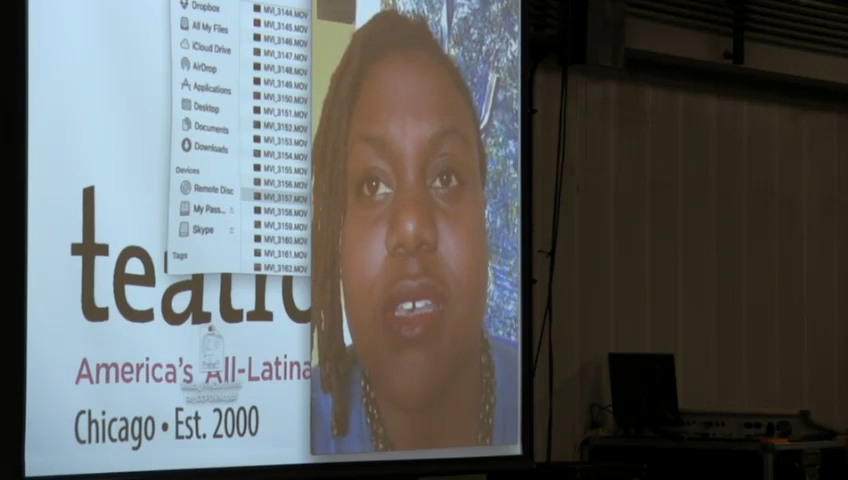 Dropbox
All My Files
iCloud Drive
AirDrop
Applications
Desktop
Documents
Downloads
Devices
Remote Disc
My Pass...
Skype
Tags
MVI_3144.MOV
MVI_3145.MOV
MVI_3146.MOV
MVI_3147.MOV
MVI_3148.MOV
MVI_3149.MOV
MVI_3150.MOV
MVI_3151.MOV
MVI_3152.MOV
MVI_3153.MOV
MVI_3154.MOV
MVI_3155.MOV
MVI_3156.MOV
MVI_3157.MOV
MVI_3158.MOV
MVI_3159.MOV
MVI_3160.MOV
MVI_3161.MOV
MVI_3162.MOV
America's All-Latina
Chicago • Est. 2000